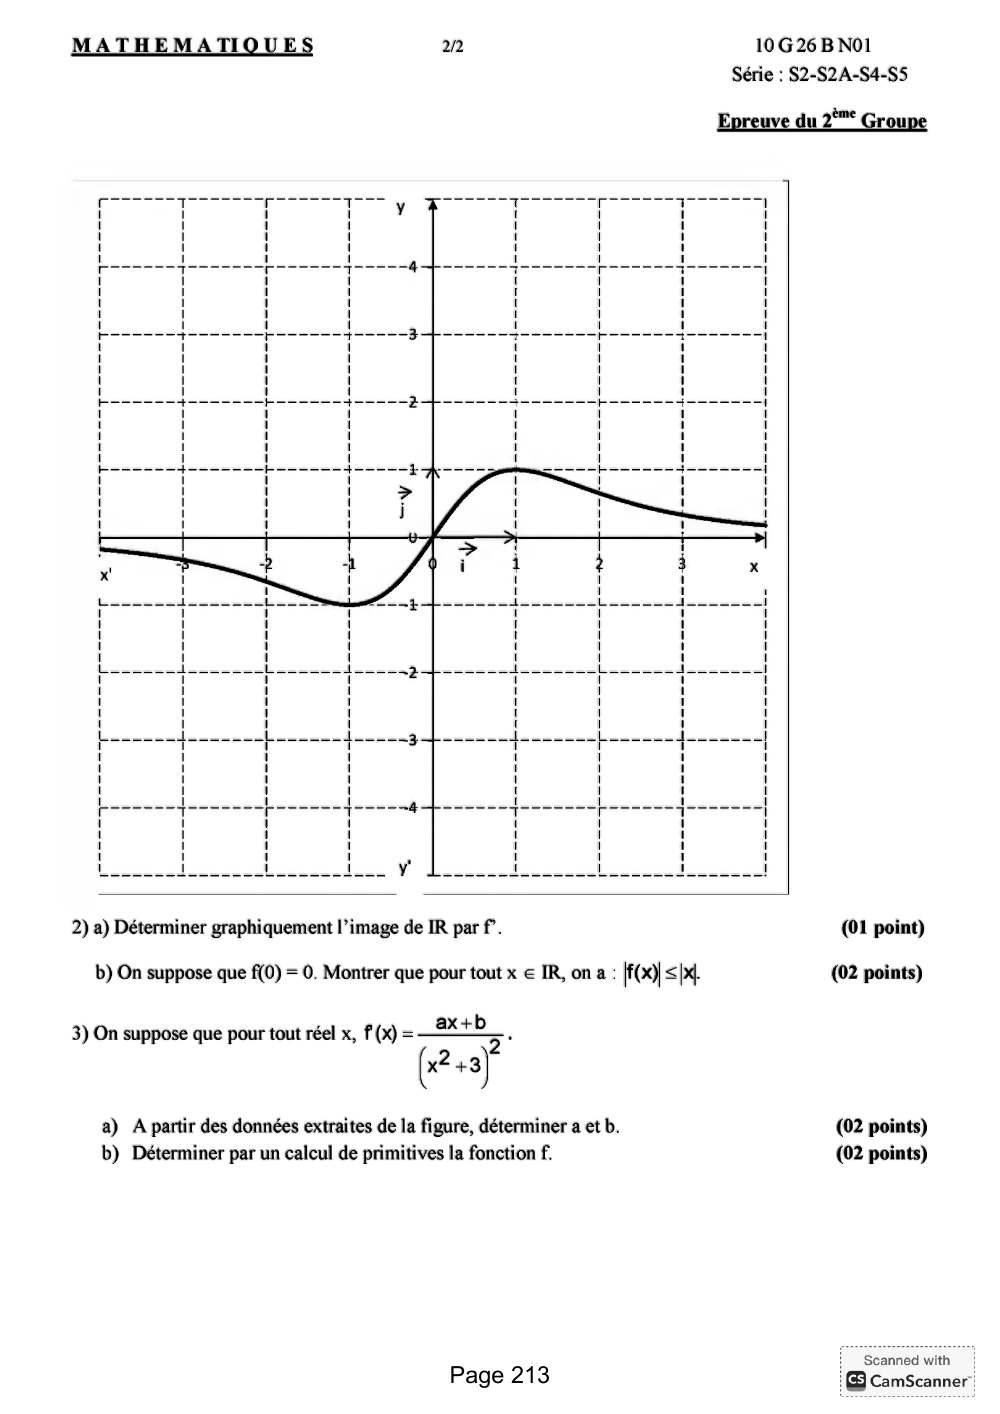 MATHEMATIQUES 2/2 10 G 26 B N01
Série : S2-S2A-S4-S5
Epreuve du 2ème Groupe
y
4
3
2
1
j
0
-3 -2 -1 0 i 1 2 3 x
x'
-1
-2
-3
-4
y'
2) a) Déterminer graphiquement l’image de IR par f’. (01 point)
b) On suppose que f(0) = 0. Montrer que pour tout x ∈ IR, on a : |f(x)| ≤ |x|. (02 points)
3) On suppose que pour tout réel x, f'(x) = (ax+b)/(x²+3)² .
a) A partir des données extraites de la figure, déterminer a et b. (02 points)
b) Déterminer par un calcul de primitives la fonction f. (02 points)
Page 213
Scanned with
CS CamScanner